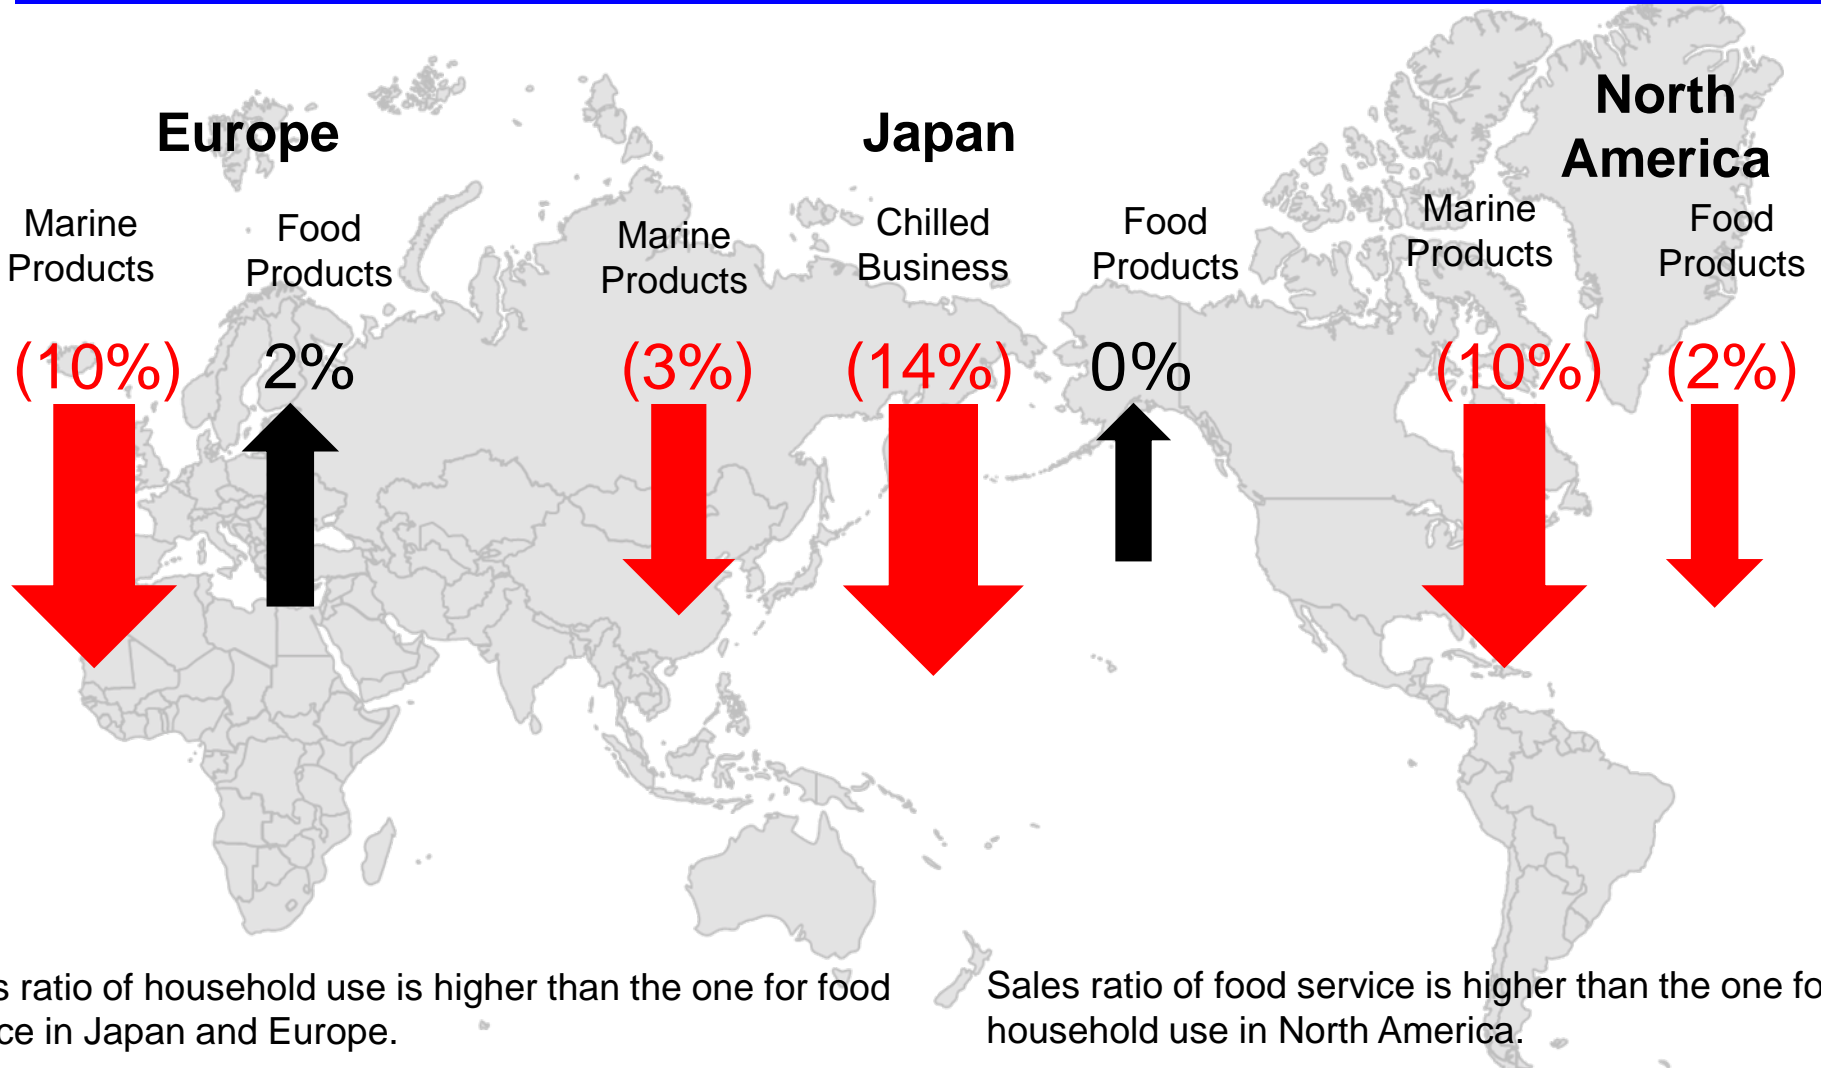 Europe
Japan
North
America
Marine
Products
Food
Products
Marine
Products
Chilled
Business
Food
Products
Marine
Products
Food
Products
(10%)
2%
(3%)
(14%)
0%
(10%)
(2%)
ratio of household use is higher than the one for food
in Japan and Europe.
Sales ratio of food service is higher than the one
household use in North America.